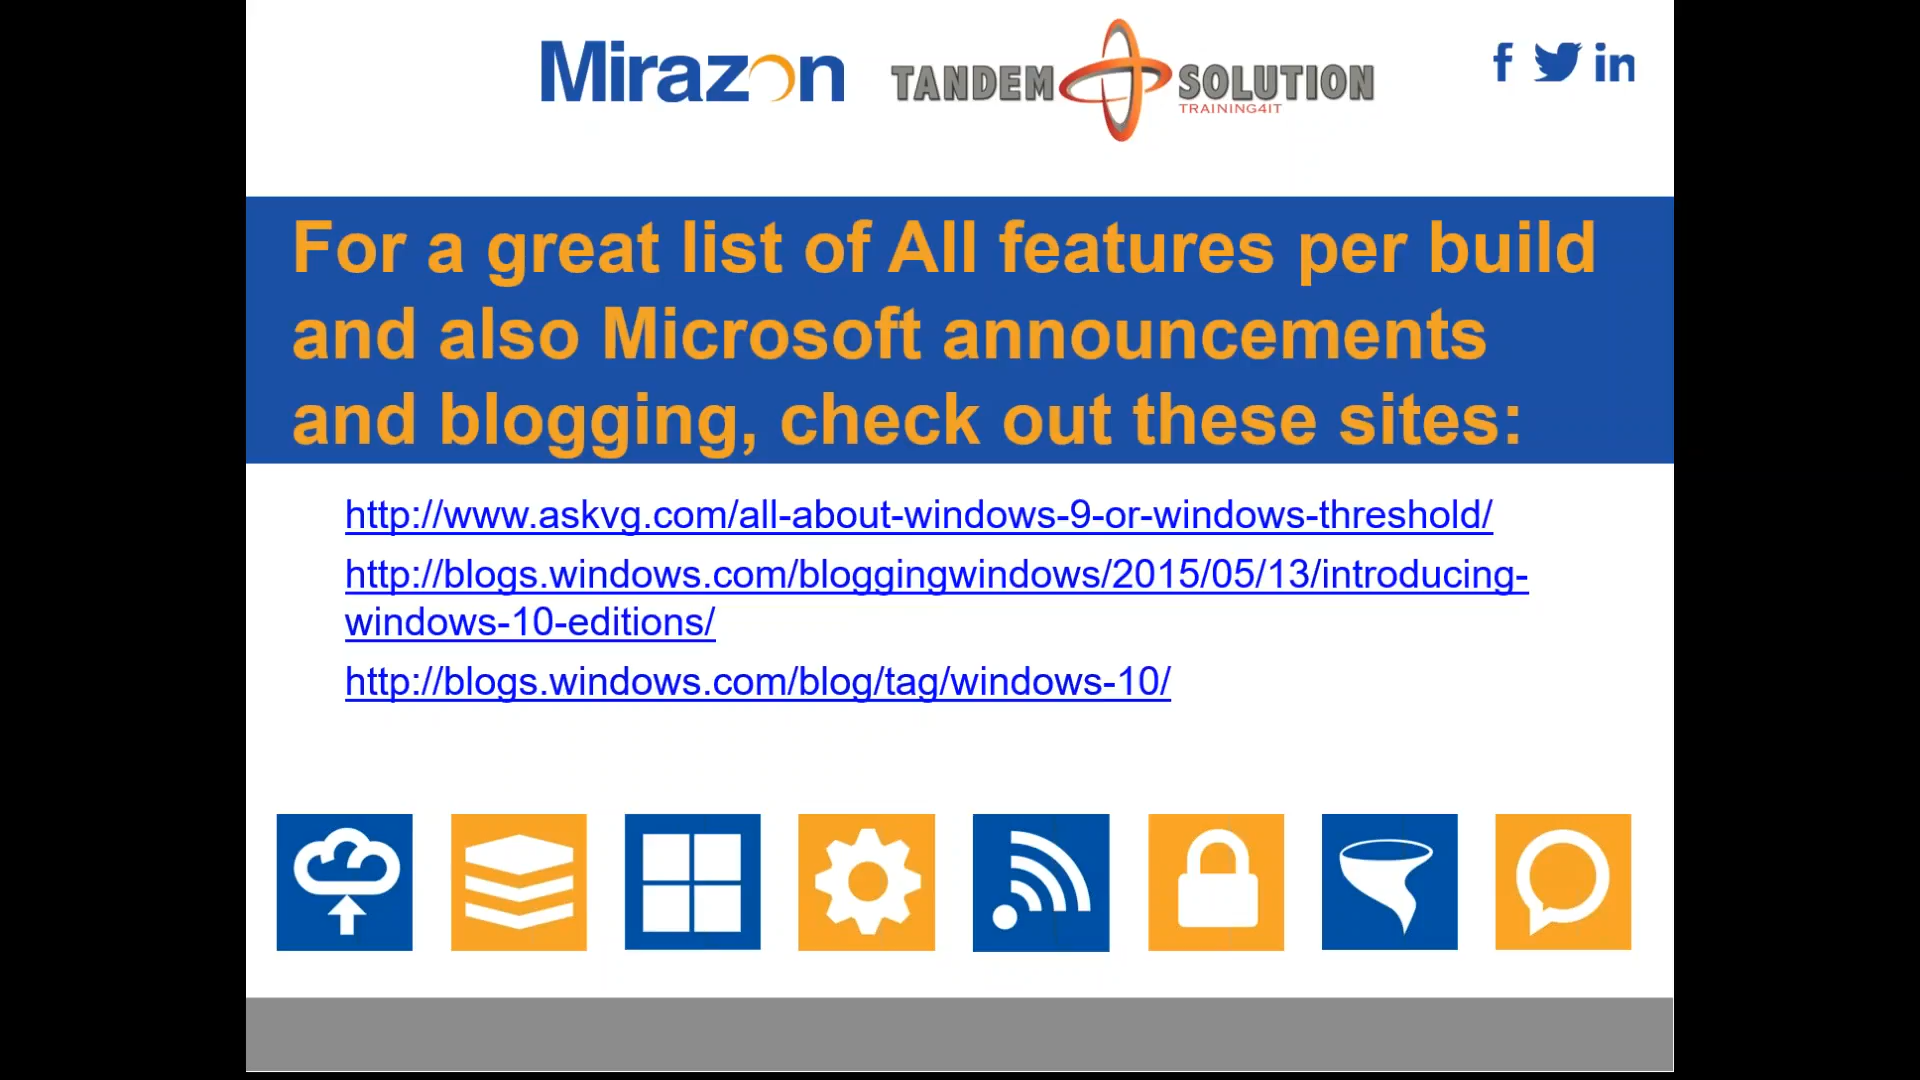 Mirazon
TANDEM SOLUTION
TRAINING4IT
For a great list of All features per build
and also Microsoft announcements
and blogging, check out these sites:
http://www.askvg.com/all-about-windows-9-or-windows-threshold/
http://blogs.windows.com/bloggingwindows/2015/05/13/introducing-
windows-10-editions/
http://blogs.windows.com/blog/tag/windows-10/